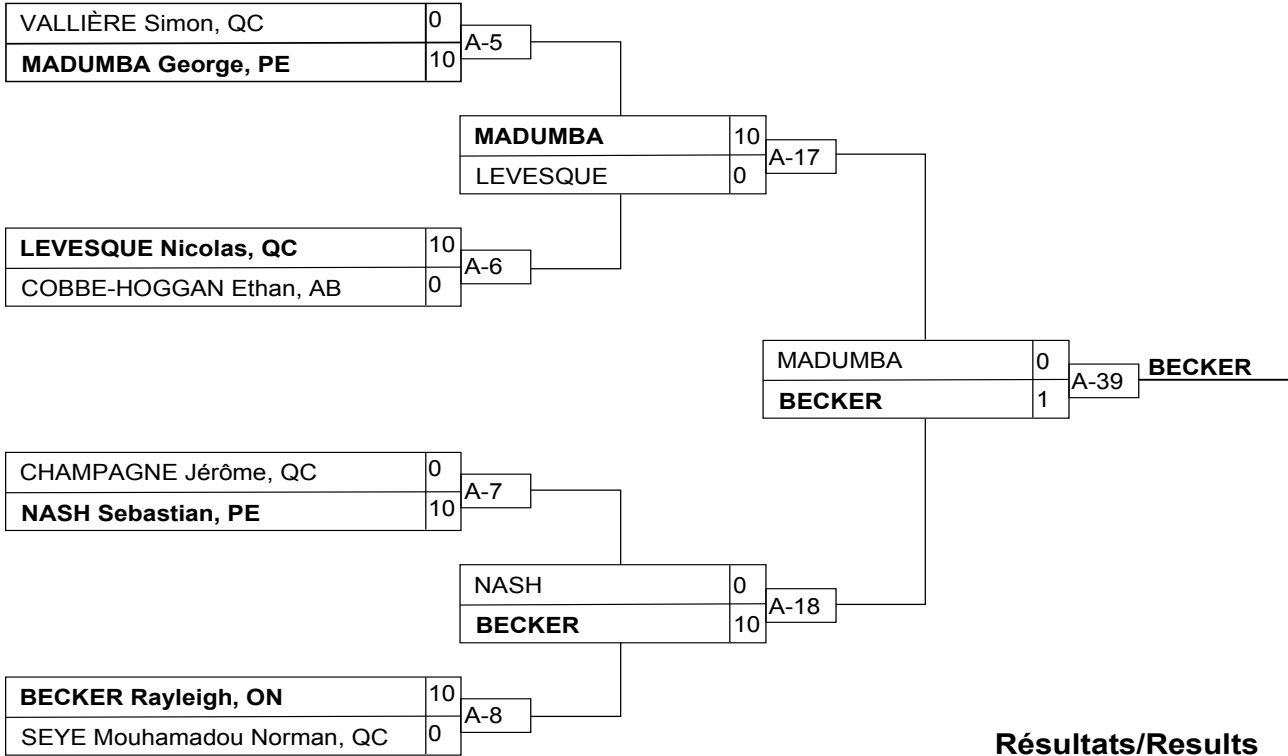 VALLIÈRE Simon, QC 0
MADUMBA George, PE 10
A-5
MADUMBA 10
LEVESQUE 0
A-17
LEVESQUE Nicolas, QC 10
COBBE-HOGGAN Ethan, AB 0
A-6
MADUMBA 0
BECKER 1
A-39
BECKER
CHAMPAGNE Jérôme, QC 0
NASH Sebastian, PE 10
A-7
NASH 0
BECKER 10
A-18
BECKER Rayleigh, ON 10
SEYE Mouhamadou Norman, QC 0
A-8
Résultats/Results